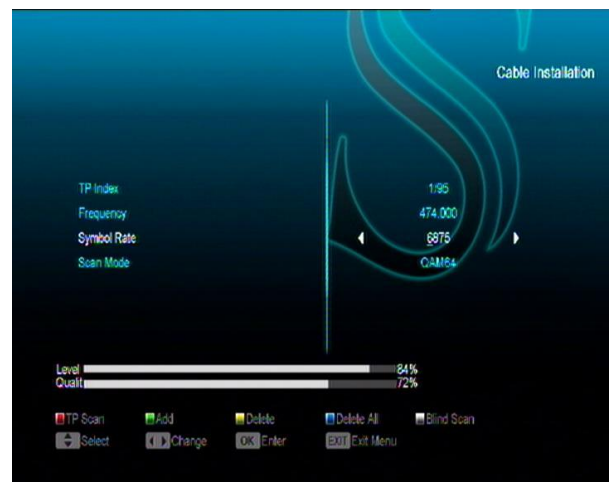 Cable Installation
TP Index 1/95
Frequency 474.000
Symbol Rate 6875
Scan Mode QAM64
Level 84%
Qualit 72%
TP Scan Add Delete Delete All Blind Scan
Select Change OK Enter EXIT Exit Menu